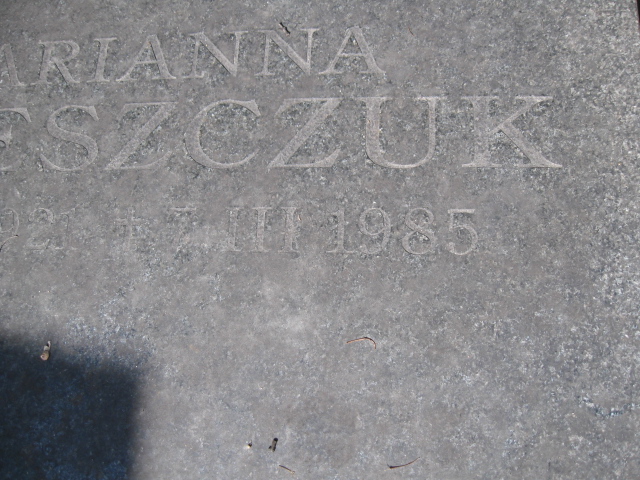 ARIANNA
ESZCZUK
921 + 7 III 1985